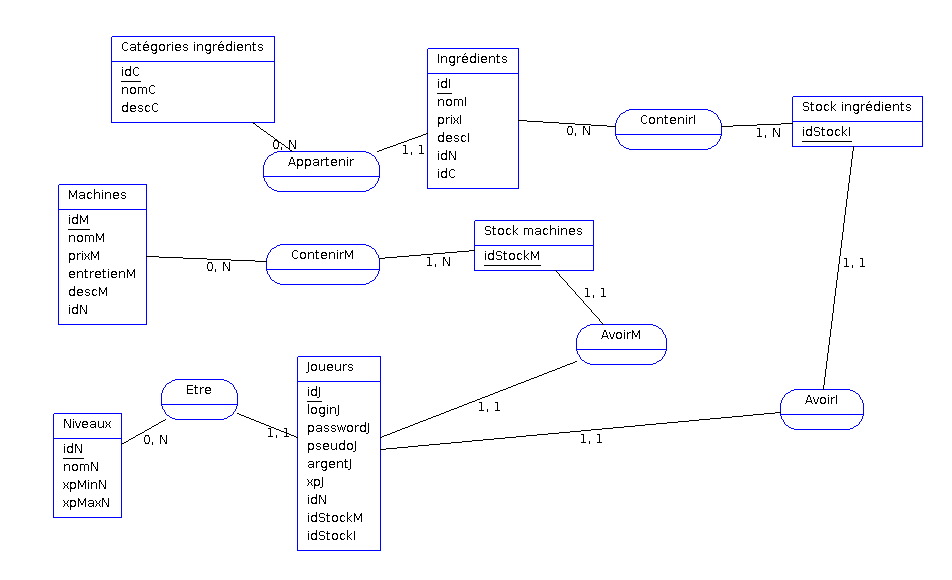 Catégories ingrédients
idC
nomC
descC
0, N
Appartenir
1, 1
Ingrédients
idI
nomI
prixI
descI
idN
idC
0, N
ContenirI
1, N
Stock ingrédients
idStockI
Machines
idM
nomM
prixM
entretienM
descM
idN
0, N
ContenirM
1, N
Stock machines
idStockM
1, 1
AvoirM
1, 1
1, 1
AvoirI
1, 1
Joueurs
idJ
loginJ
passwordJ
pseudoJ
argentJ
xpJ
idN
idStockM
idStockI
Etre
1, 1
0, N
Niveaux
idN
nomN
xpMinN
xpMaxN